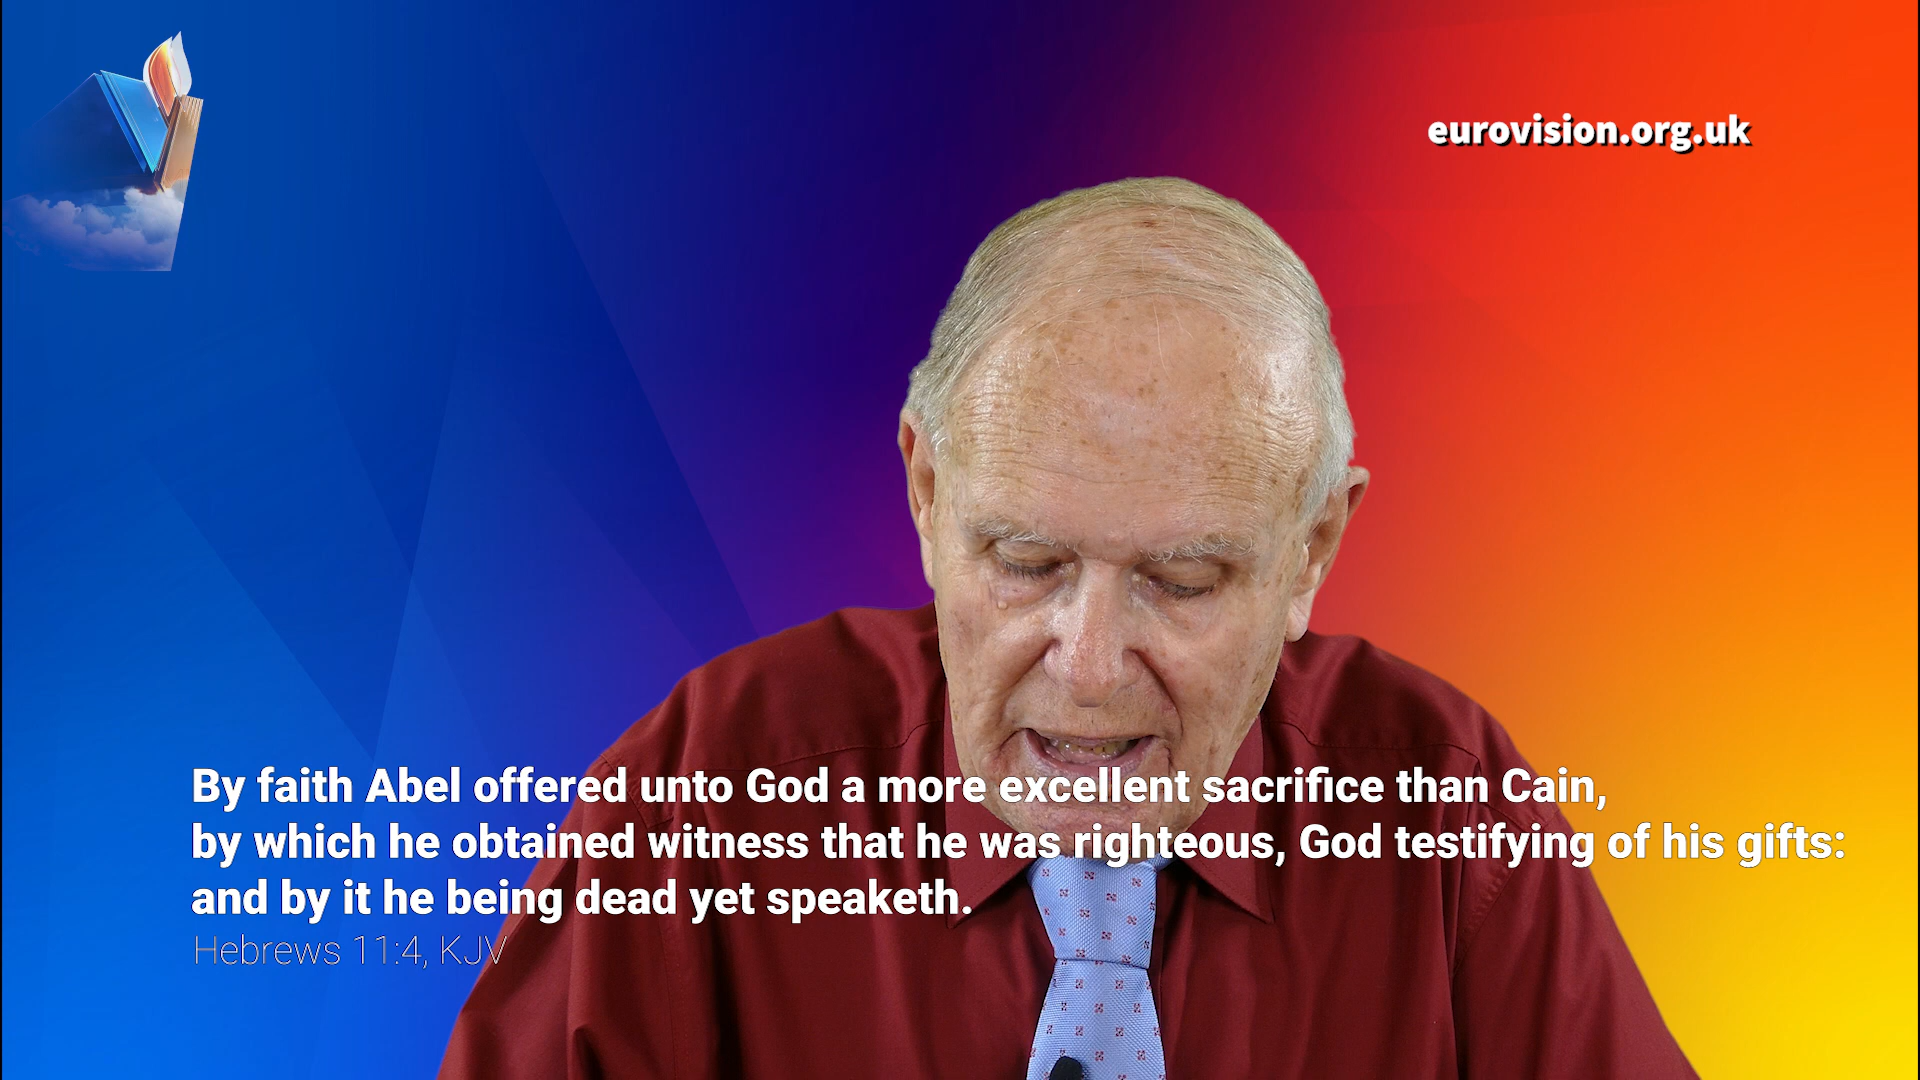 eurovision.org.uk
By faith Abel offered unto God a more excellent sacrifice than Cain,
by which he obtained witness that he was righteous, God testifying of his gifts:
and by it he being dead yet speaketh.
Hebrews 11:4, KJV